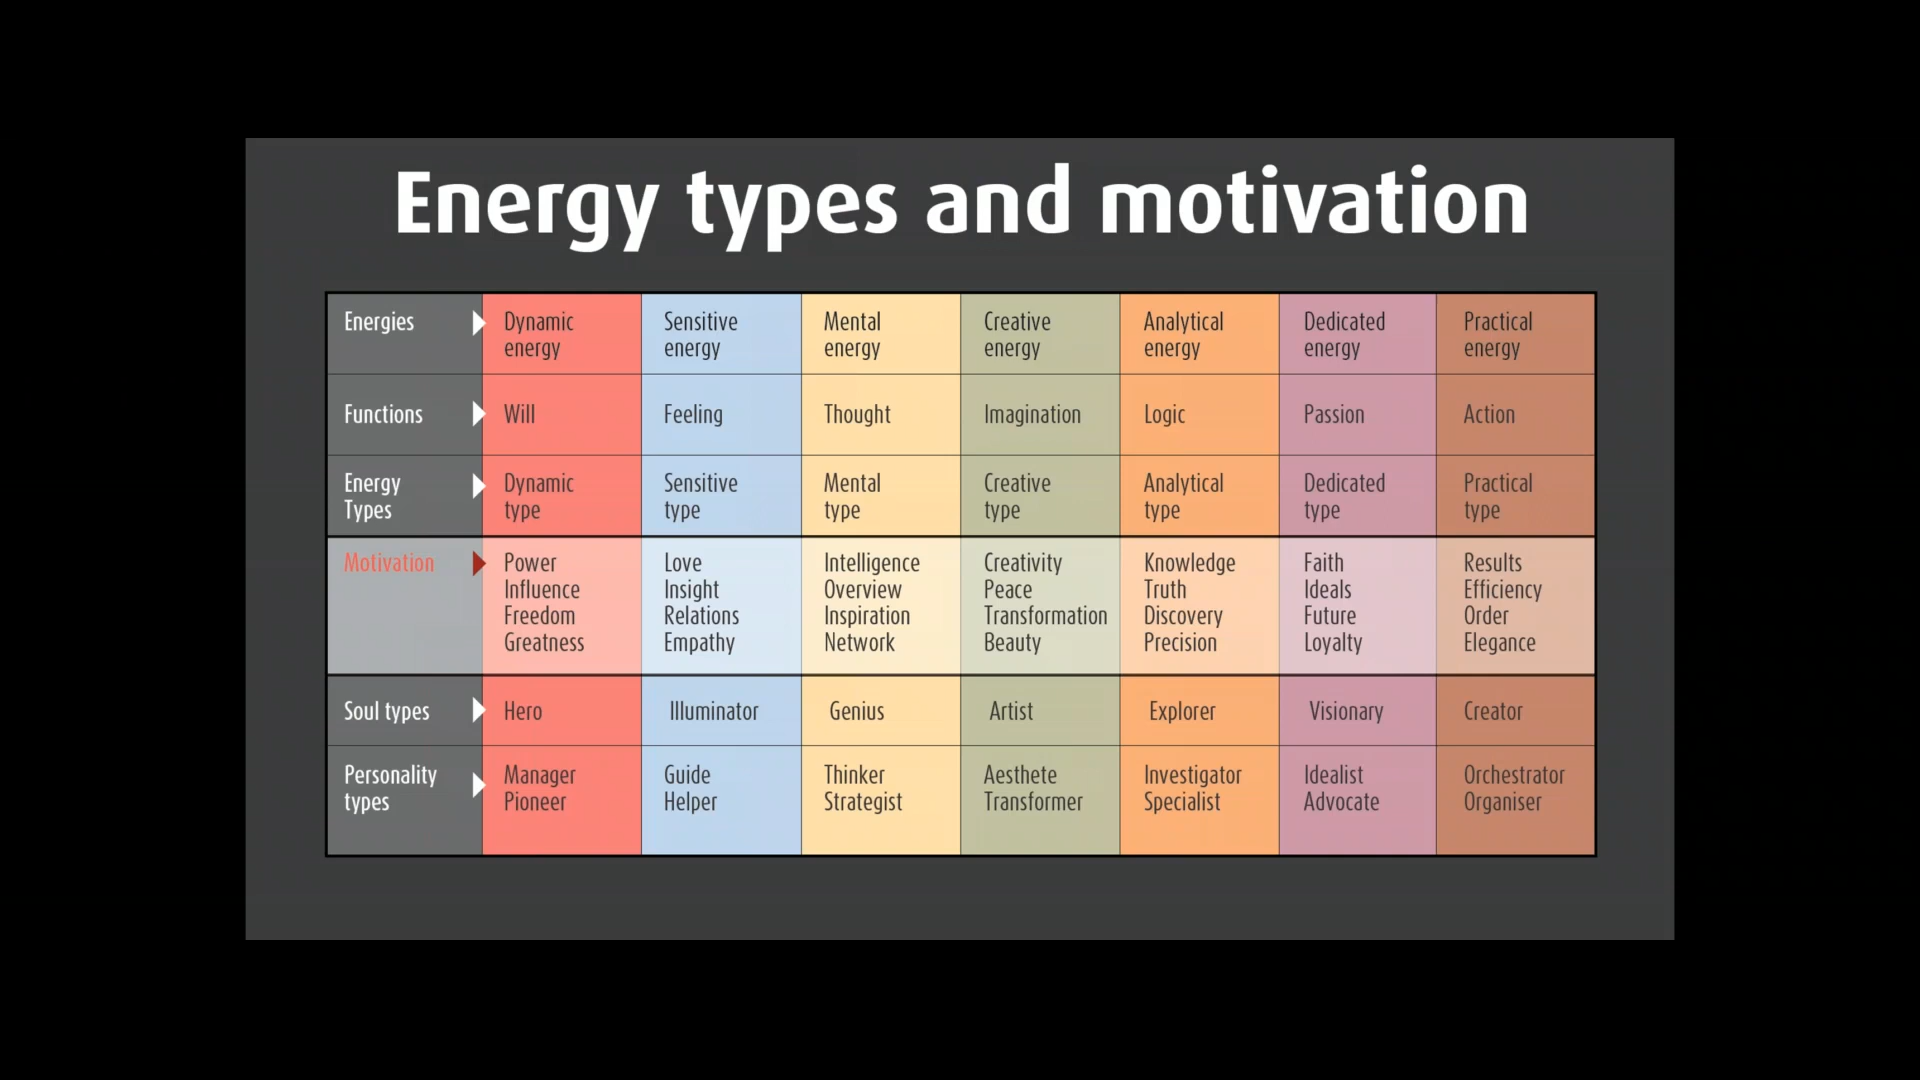 Energy types and motivation
Energies
Dynamic
energy
Sensitive
energy
Mental
energy
Creative
energy
Analytical
energy
Dedicated
energy
Practical
energy
Functions
Will
Feeling
Thought
Imagination
Logic
Passion
Action
Energy
Types
Dynamic
type
Sensitive
type
Mental
type
Creative
type
Analytical
type
Dedicated
type
Practical
type
Motivation
Power
Influence
Freedom
Greatness
Love
Insight
Relations
Empathy
Intelligence
Overview
Inspiration
Network
Creativity
Peace
Transformation
Beauty
Knowledge
Truth
Discovery
Precision
Faith
Ideals
Future
Loyalty
Results
Efficiency
Order
Elegance
Soul types
Hero
Illuminator
Genius
Artist
Explorer
Visionary
Creator
Personality
types
Manager
Pioneer
Guide
Helper
Thinker
Strategist
Aesthete
Transformer
Investigator
Specialist
Idealist
Advocate
Orchestrator
Organiser